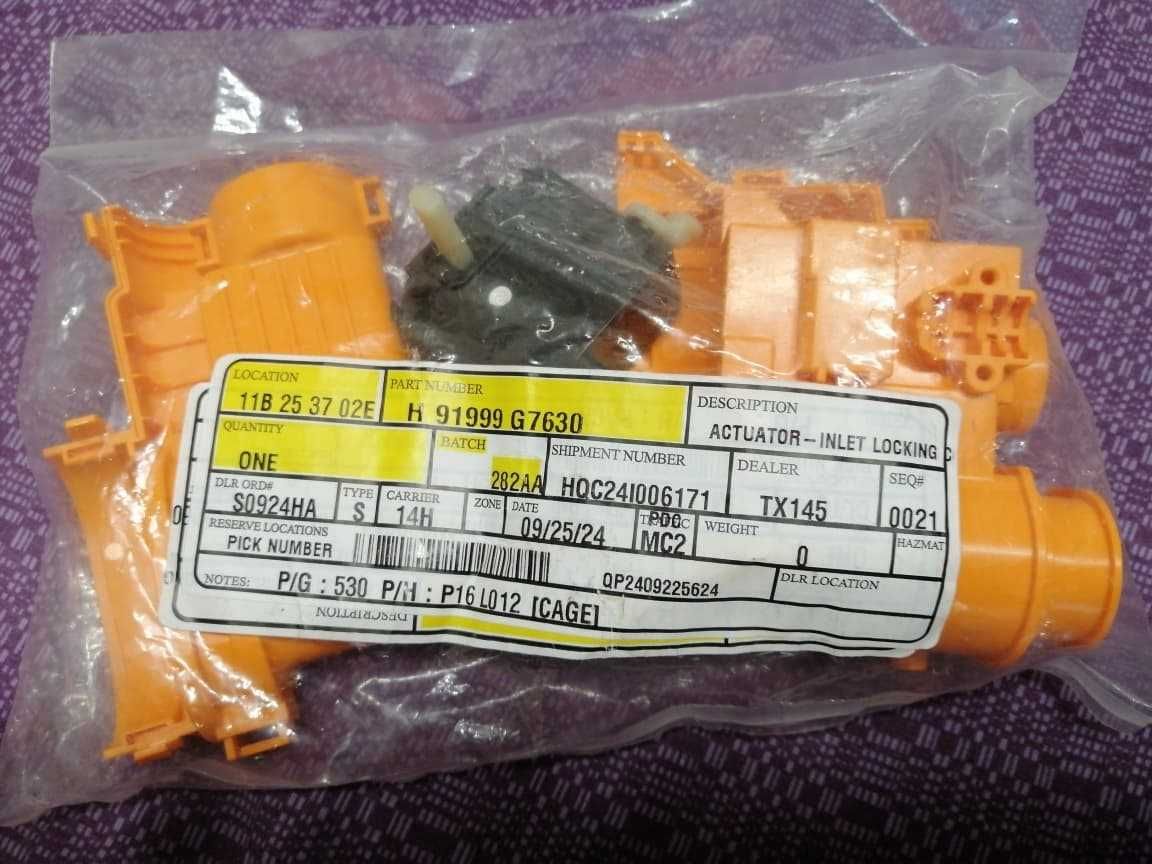 LOCATION
11B 25 37 02E
PART NUMBER
H 91999 G7630
DESCRIPTION
ACTUATOR-INLET LOCKING C
QUANTITY
ONE
BATCH
282AA
SHIPMENT NUMBER
HQC24I006171
DEALER
TX145
SEQ#
0021
DLR ORD#
S0924HA
TYPE
S
CARRIER
14H
ZONE
DATE
09/25/24
PDC
MC2
WEIGHT
0
HAZMAT
RESERVE LOCATIONS
PICK NUMBER
QP2409225624
DLR LOCATION
NOTES: P/G : 530 P/H : P16 L012 [CAGE]
DESCRIPTION